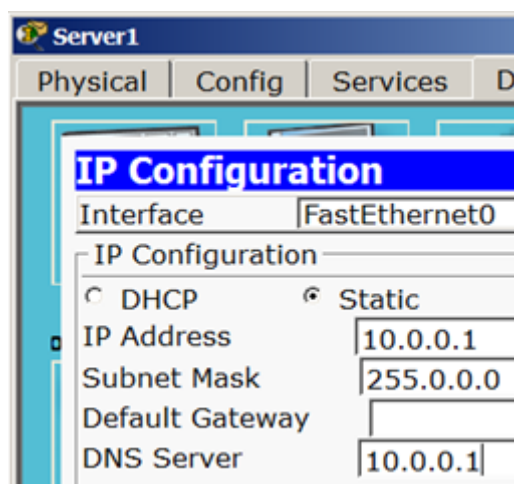 Server1
Physical Config Services D
IP Configuration
Interface FastEthernet0
IP Configuration
DHCP Static
IP Address 10.0.0.1
Subnet Mask 255.0.0.0
Default Gateway
DNS Server 10.0.0.1